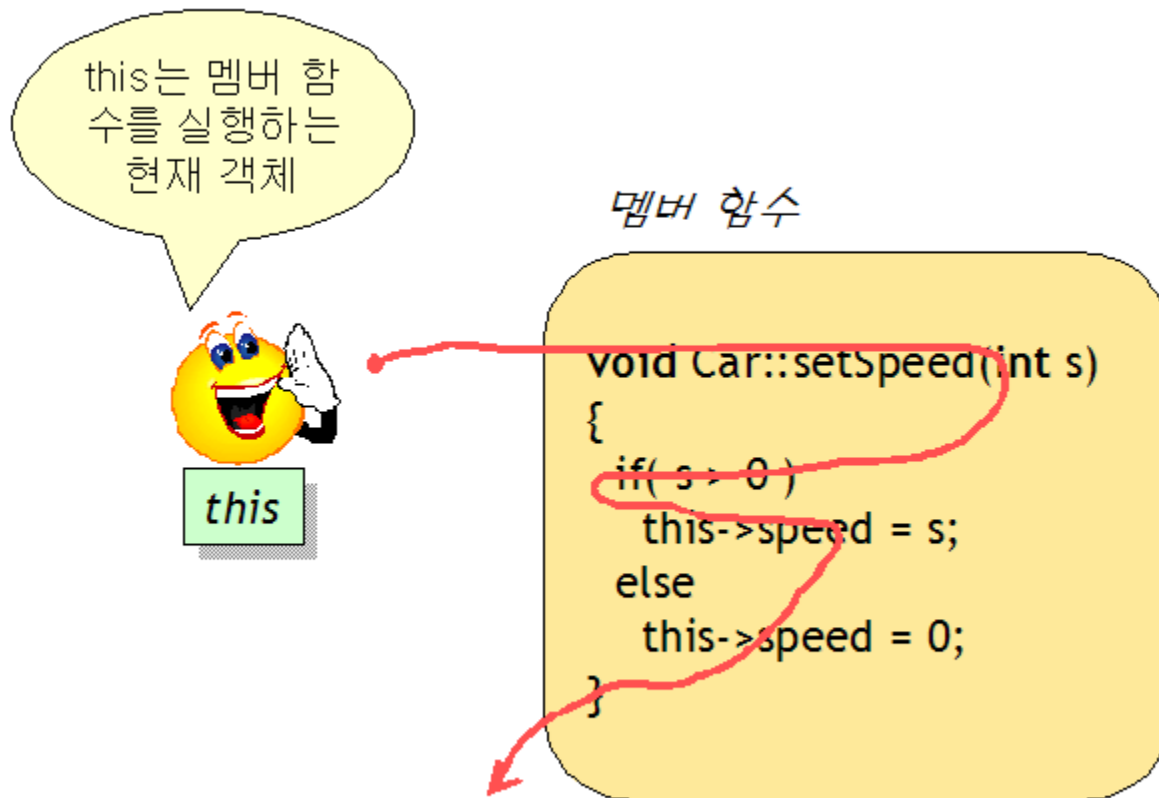 this는 멤버 함
수를 실행하는
현재 객체
this
멤버 함수
void Car::setSpeed(int s)
{
if( s > 0 )
this->speed = s;
else
this->speed = 0;
}